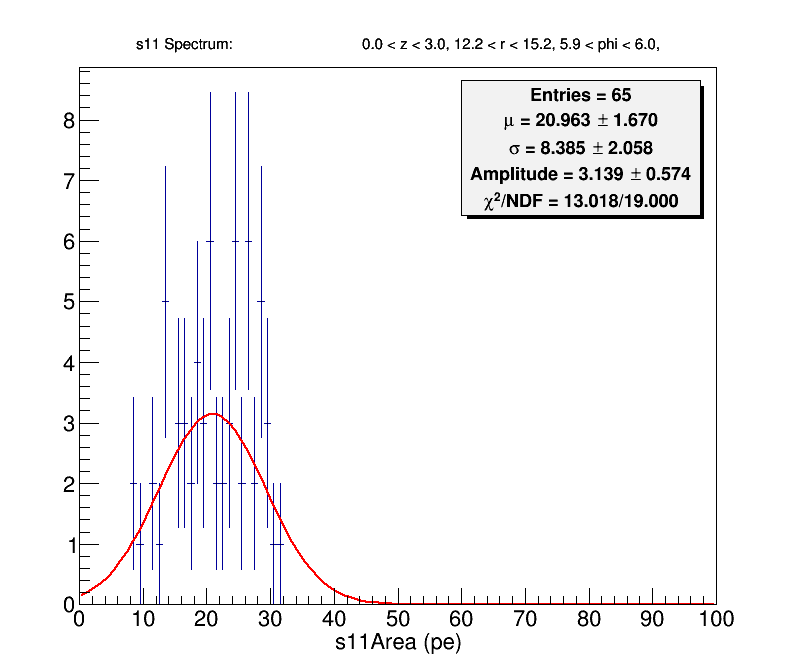 s11 Spectrum: 0.0 < z < 3.0, 12.2 < r < 15.2, 5.9 < phi < 6.0,
Entries = 65
μ = 20.963 ± 1.670
σ = 8.385 ± 2.058
Amplitude = 3.139 ± 0.574
χ²/NDF = 13.018/19.000
8
7
6
5
4
3
2
1
0
0 10 20 30 40 50 60 70 80 90 100
s11Area (pe)